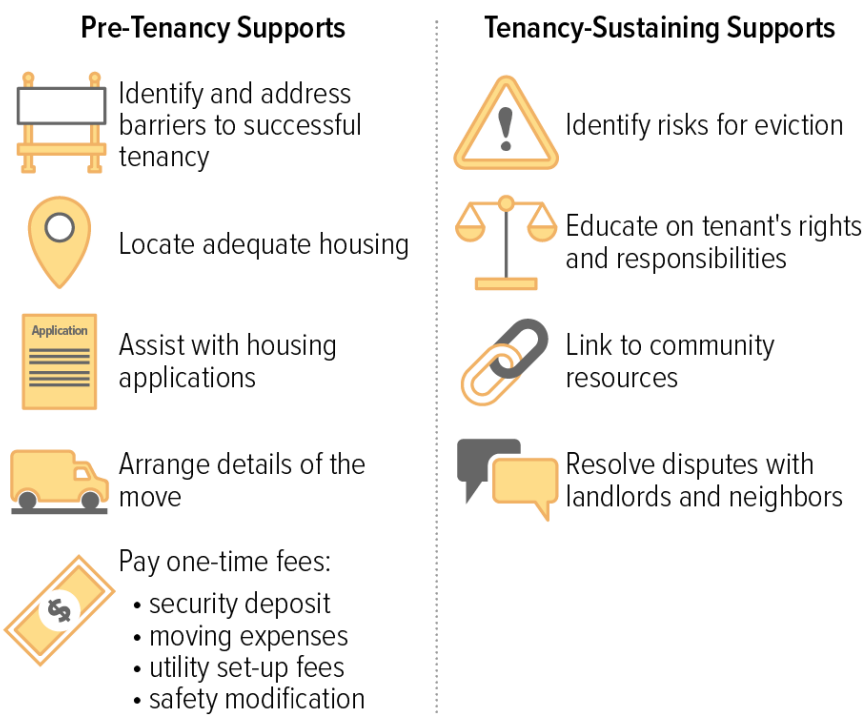 Pre-Tenancy Supports
Identify and address
barriers to successful
tenancy
Locate adequate housing
Application
Assist with housing
applications
Arrange details of the
move
$
Pay one-time fees:
• security deposit
• moving expenses
• utility set-up fees
• safety modification
Tenancy-Sustaining Supports
!
Identify risks for eviction
Educate on tenant's rights
and responsibilities
Link to community
resources
Resolve disputes with
landlords and neighbors